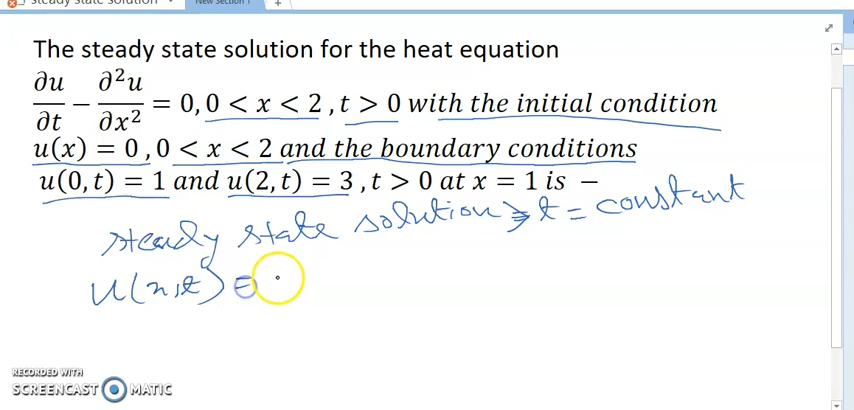 steady state solution
New Section 1
+
The steady state solution for the heat equation
∂u/∂t − ∂²u/∂x² = 0, 0 < x < 2 , t > 0 with the initial condition
u(x) = 0 , 0 < x < 2 and the boundary conditions
u(0, t) = 1 and u(2, t) = 3 , t > 0 at x = 1 is −
steady state solution ⇒ t = constant
u(x,t) =
RECORDED WITH
SCREENCAST MATIC